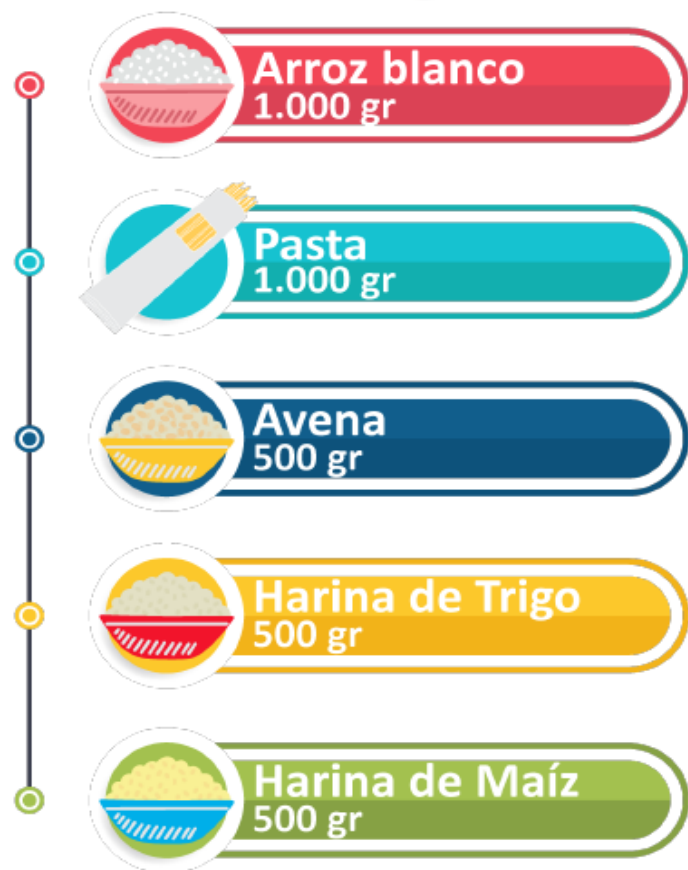 Arroz blanco
1.000 gr
Pasta
1.000 gr
Avena
500 gr
Harina de Trigo
500 gr
Harina de Maíz
500 gr